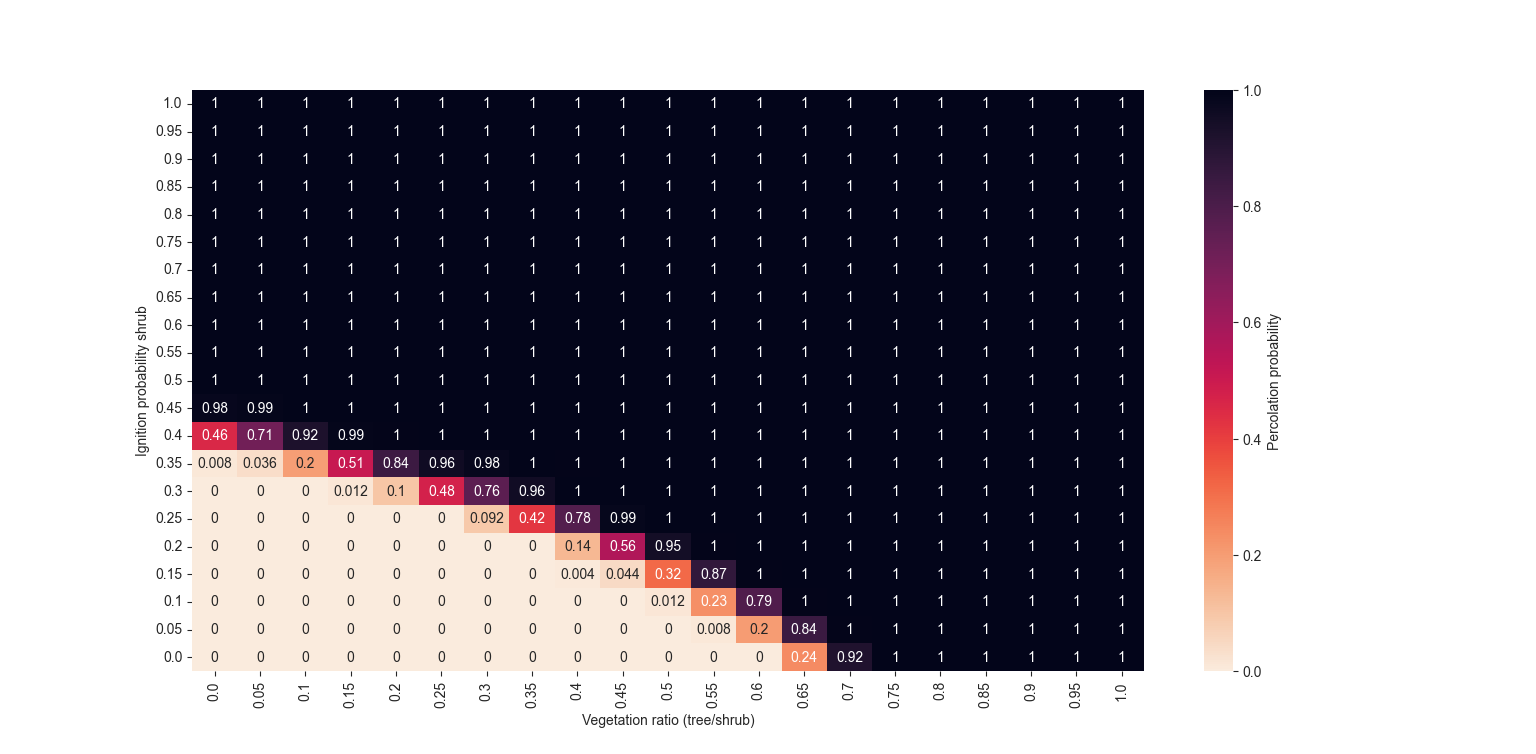 1.0 1 1 1 1 1 1 1 1 1 1 1 1 1 1 1 1 1 1 1 1 1
0.95 1 1 1 1 1 1 1 1 1 1 1 1 1 1 1 1 1 1 1 1 1
0.9 1 1 1 1 1 1 1 1 1 1 1 1 1 1 1 1 1 1 1 1 1
0.85 1 1 1 1 1 1 1 1 1 1 1 1 1 1 1 1 1 1 1 1 1
0.8 1 1 1 1 1 1 1 1 1 1 1 1 1 1 1 1 1 1 1 1 1
0.75 1 1 1 1 1 1 1 1 1 1 1 1 1 1 1 1 1 1 1 1 1
0.7 1 1 1 1 1 1 1 1 1 1 1 1 1 1 1 1 1 1 1 1 1
0.65 1 1 1 1 1 1 1 1 1 1 1 1 1 1 1 1 1 1 1 1 1
0.6 1 1 1 1 1 1 1 1 1 1 1 1 1 1 1 1 1 1 1 1 1
0.55 1 1 1 1 1 1 1 1 1 1 1 1 1 1 1 1 1 1 1 1 1
0.5 1 1 1 1 1 1 1 1 1 1 1 1 1 1 1 1 1 1 1 1 1
0.45 0.98 0.99 1 1 1 1 1 1 1 1 1 1 1 1 1 1 1 1 1 1 1
0.4 0.46 0.71 0.92 0.99 1 1 1 1 1 1 1 1 1 1 1 1 1 1 1 1 1
0.35 0.008 0.036 0.2 0.51 0.84 0.96 0.98 1 1 1 1 1 1 1 1 1 1 1 1 1 1
0.3 0 0 0 0.012 0.1 0.48 0.76 0.96 1 1 1 1 1 1 1 1 1 1 1 1 1
0.25 0 0 0 0 0 0 0.092 0.42 0.78 0.99 1 1 1 1 1 1 1 1 1 1 1
0.2 0 0 0 0 0 0 0 0 0.14 0.56 0.95 1 1 1 1 1 1 1 1 1 1
0.15 0 0 0 0 0 0 0 0 0.004 0.044 0.32 0.87 1 1 1 1 1 1 1 1 1
0.1 0 0 0 0 0 0 0 0 0 0 0.012 0.23 0.79 1 1 1 1 1 1 1 1
0.05 0 0 0 0 0 0 0 0 0 0 0 0.008 0.2 0.84 1 1 1 1 1 1 1
0.0 0 0 0 0 0 0 0 0 0 0 0 0 0 0.24 0.92 1 1 1 1 1 1
0.0 0.05 0.1 0.15 0.2 0.25 0.3 0.35 0.4 0.45 0.5 0.55 0.6 0.65 0.7 0.75 0.8 0.85 0.9 0.95 1.0
Vegetation ratio (tree/shrub)
Ignition probability shrub
1.0
0.8
0.6
0.4
0.2
0.0
Percolation probability